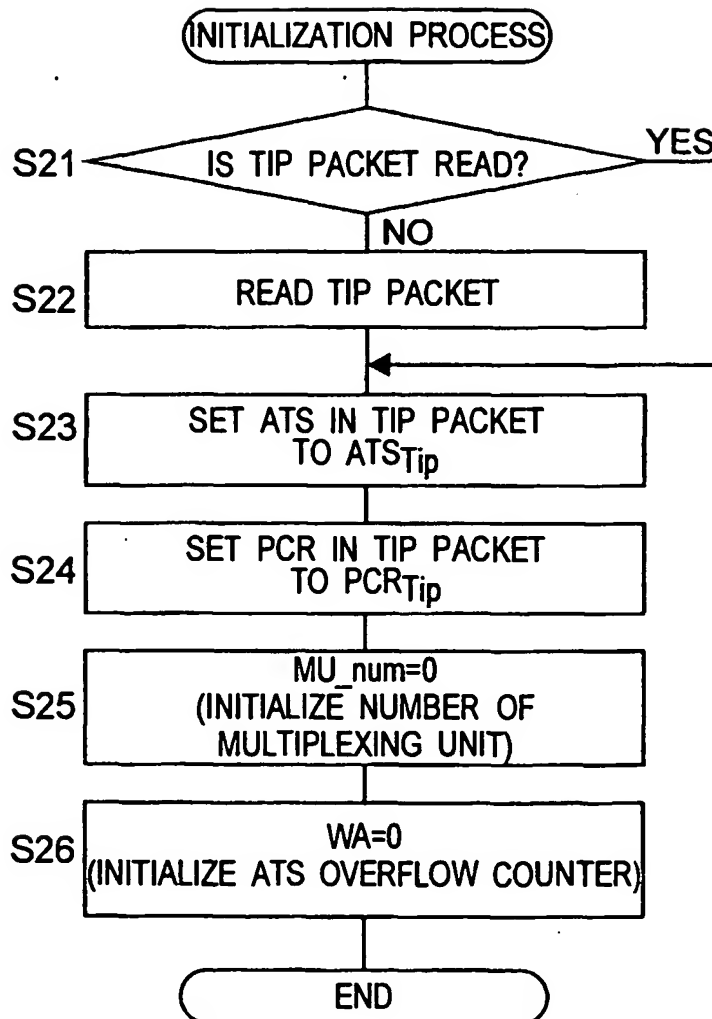 INITIALIZATION PROCESS
S21
IS TIP PACKET READ?
YES
NO
S22
READ TIP PACKET
S23
SET ATS IN TIP PACKET
TO ATSTip
S24
SET PCR IN TIP PACKET
TO PCRTip
S25
MU_num=0
(INITIALIZE NUMBER OF
MULTIPLEXING UNIT)
S26
WA=0
(INITIALIZE ATS OVERFLOW COUNTER)
END